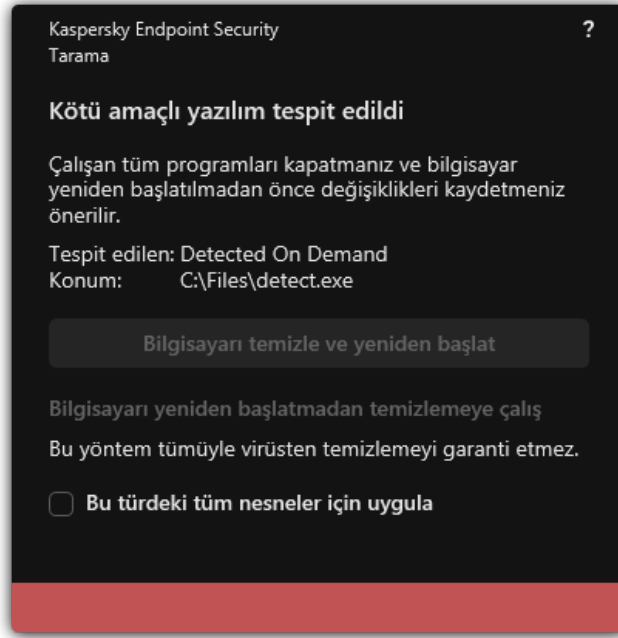 Kaspersky Endpoint Security
?
Tarama
Kötü amaçlı yazılım tespit edildi
Çalışan tüm programları kapatmanız ve bilgisayar
yeniden başlatılmadan önce değişiklikleri kaydetmeniz
önerilir.
Tespit edilen: Detected On Demand
Konum: C:\Files\detect.exe
Bilgisayarı temizle ve yeniden başlat
Bilgisayarı yeniden başlatmadan temizlemeye çalış
Bu yöntem tümüyle virüsten temizlemeyi garanti etmez.
Bu türdeki tüm nesneler için uygula